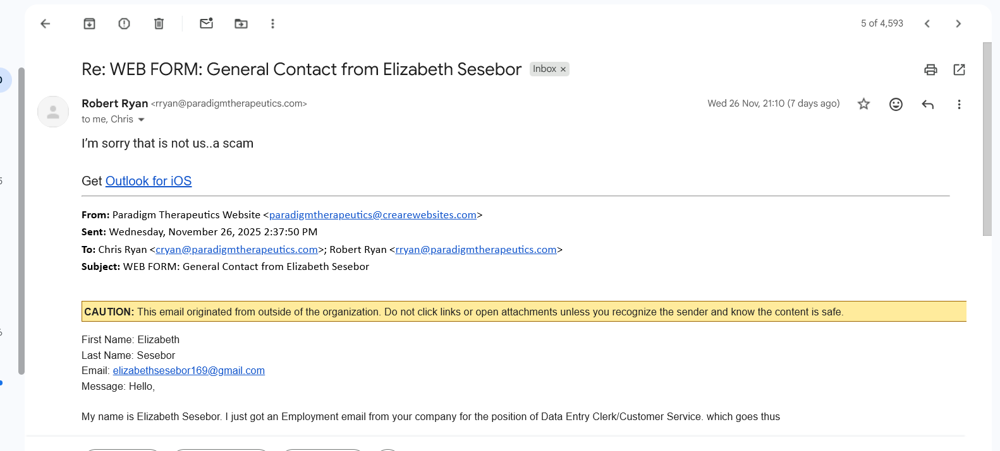 5 of 4,593
Re: WEB FORM: General Contact from Elizabeth Sesebor Inbox ×
Robert Ryan <rryan@paradigmtherapeutics.com> Wed 26 Nov, 21:10 (7 days ago)
to me, Chris
I’m sorry that is not us..a scam
Get Outlook for iOS
From: Paradigm Therapeutics Website <paradigmtherapeutics@crearewebsites.com>
Sent: Wednesday, November 26, 2025 2:37:50 PM
To: Chris Ryan <cryan@paradigmtherapeutics.com>; Robert Ryan <rryan@paradigmtherapeutics.com>
Subject: WEB FORM: General Contact from Elizabeth Sesebor
CAUTION: This email originated from outside of the organization. Do not click links or open attachments unless you recognize the sender and know the content is safe.
First Name: Elizabeth
Last Name: Sesebor
Email: elizabethsesebor169@gmail.com
Message: Hello,
My name is Elizabeth Sesebor. I just got an Employment email from your company for the position of Data Entry Clerk/Customer Service. which goes thus